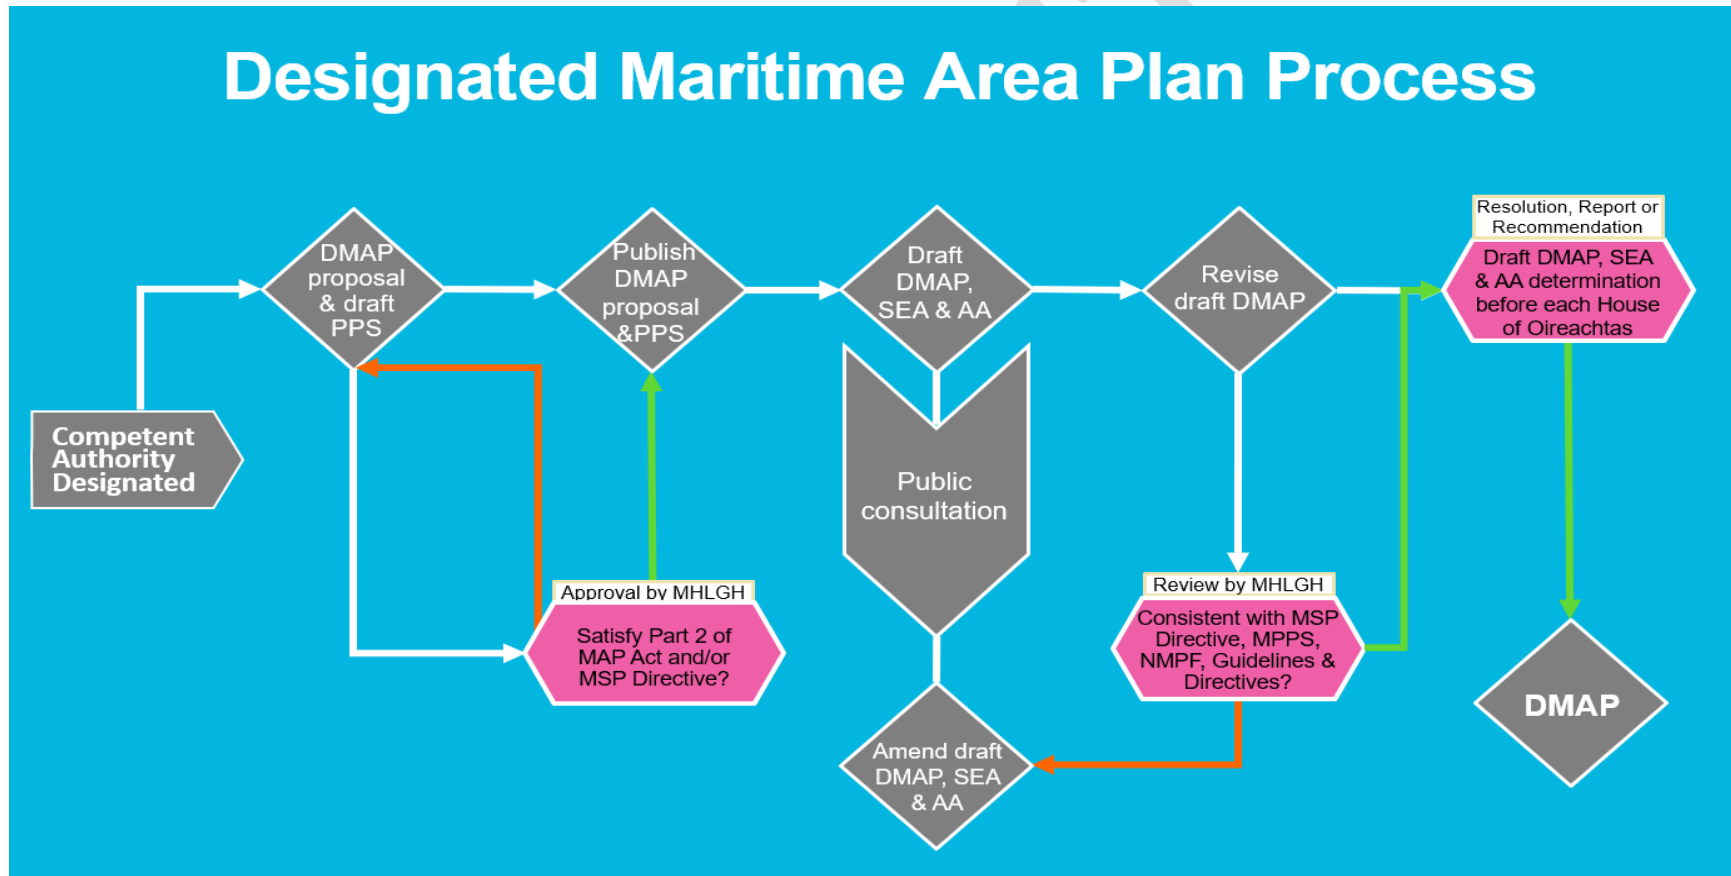 Designated Maritime Area Plan Process
Competent
Authority
Designated
DMAP
proposal
& draft
PPS
Publish
DMAP
proposal
&PPS
Draft
DMAP,
SEA & AA
Revise
draft DMAP
Resolution, Report or
Recommendation
Draft DMAP, SEA
& AA determination
before each House
of Oireachtas
Public
consultation
Approval by MHLGH
Satisfy Part 2 of
MAP Act and/or
MSP Directive?
Review by MHLGH
Consistent with MSP
Directive, MPPS,
NMPF, Guidelines &
Directives?
Amend draft
DMAP, SEA
& AA
DMAP